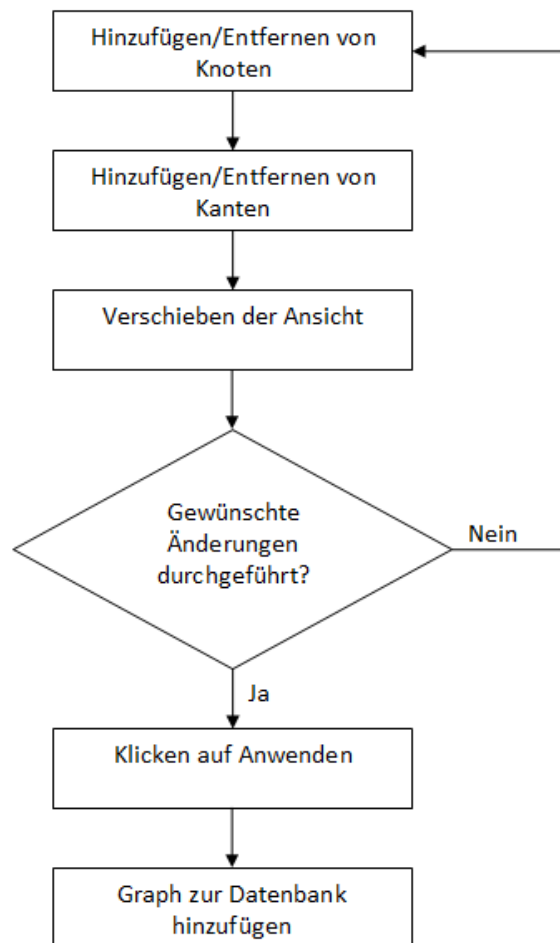 Hinzufügen/Entfernen von
Knoten
Hinzufügen/Entfernen von
Kanten
Verschieben der Ansicht
Gewünschte
Änderungen
durchgeführt?
Nein
Ja
Klicken auf Anwenden
Graph zur Datenbank
hinzufügen